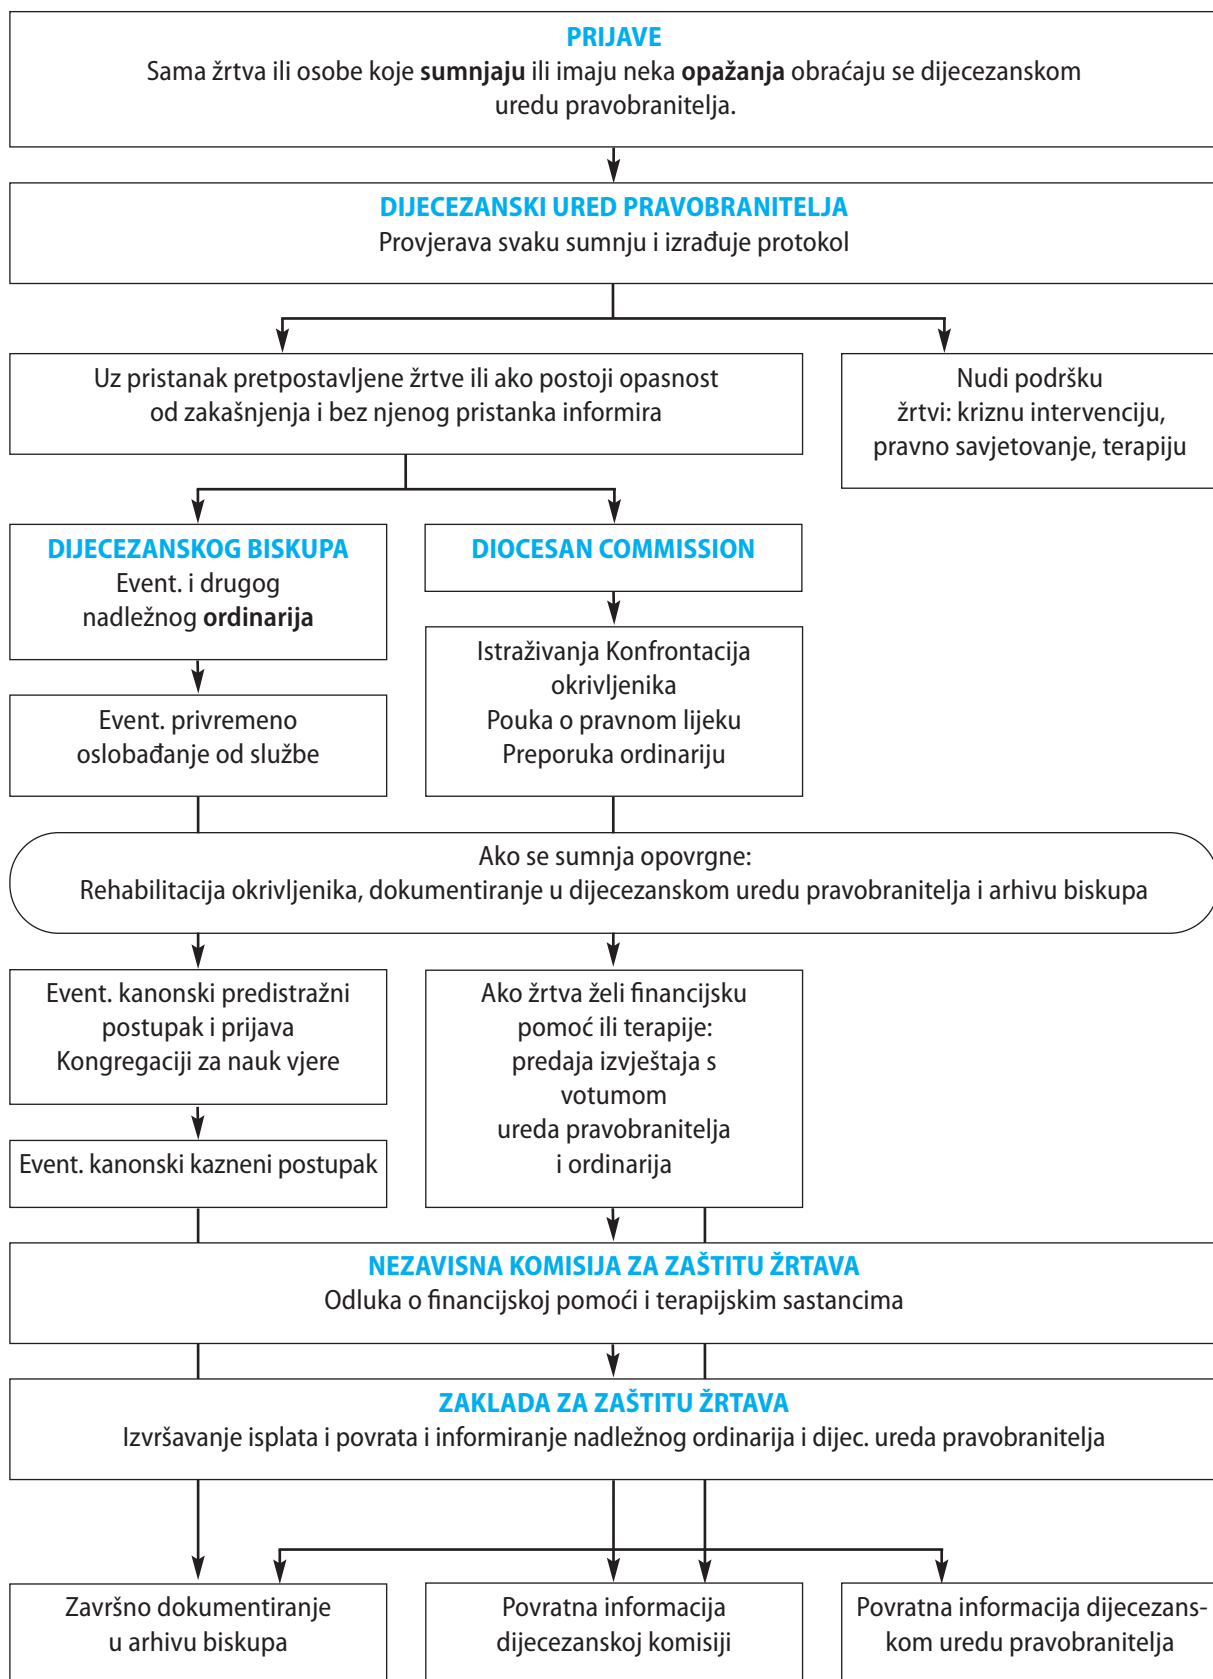 PRIJAVE
Sama žrtva ili osobe koje sumnjaju ili imaju neka opažanja obraćaju se dijecezanskom
uredu pravobranitelja.
DIJECEZANSKI URED PRAVOBRANITELJA
Provjerava svaku sumnju i izrađuje protokol
Uz pristanak pretpostavljene žrtve ili ako postoji opasnost
od zakašnjenja i bez njenog pristanka informira
Nudi podršku
žrtvi: kriznu intervenciju,
pravno savjetovanje, terapiju
DIJECEZANSKOG BISKUPA
Event. i drugog
nadležnog ordinarija
DIOCESAN COMMISSION
Istraživanja Konfrontacija
okrivljenika
Pouka o pravnom lijeku
Preporuka ordinariju
Event. privremeno
oslobađanje od službe
Ako se sumnja opovrgne:
Rehabilitacija okrivljenika, dokumentiranje u dijecezanskom uredu pravobranitelja i arhivu biskupa
Event. kanonski predistražni
postupak i prijava
Kongregaciji za nauk vjere
Event. kanonski kazneni postupak
Ako žrtva želi financijsku
pomoć ili terapije:
predaja izvještaja s
votumom
ureda pravobranitelja
i ordinarija
NEZAVISNA KOMISIJA ZA ZAŠTITU ŽRTAVA
Odluka o financijskoj pomoći i terapijskim sastancima
ZAKLADA ZA ZAŠTITU ŽRTAVA
Izvršavanje isplata i povrata i informiranje nadležnog ordinarija i dijec. ureda pravobranitelja
Završno dokumentiranje
u arhivu biskupa
Povratna informacija
dijecezanskoj komisiji
Povratna informacija dijecezans-
kom uredu pravobranitelja